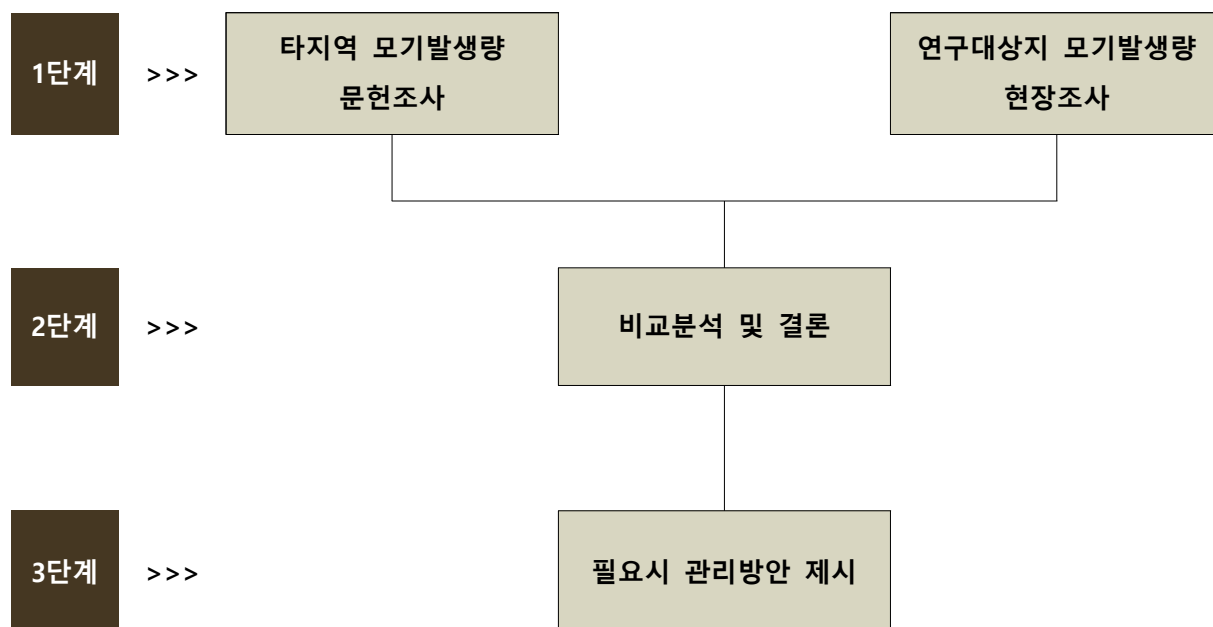 1단계 >>> 타지역 모기발생량 문헌조사
연구대상지 모기발생량 현장조사
2단계 >>> 비교분석 및 결론
3단계 >>> 필요시 관리방안 제시